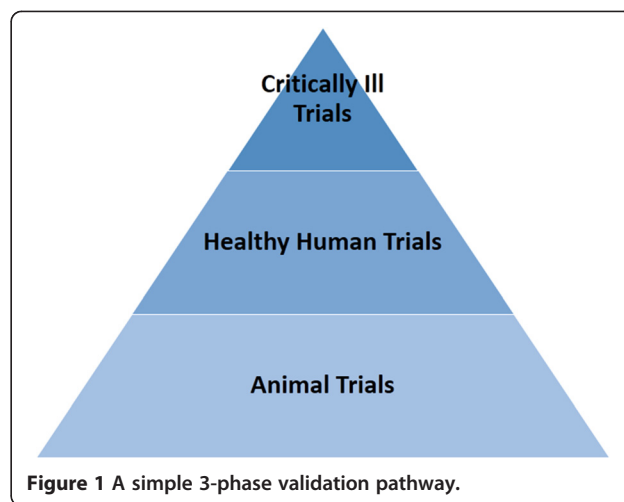 Critically Ill
Trials
Healthy Human Trials
Animal Trials
Figure 1 A simple 3-phase validation pathway.